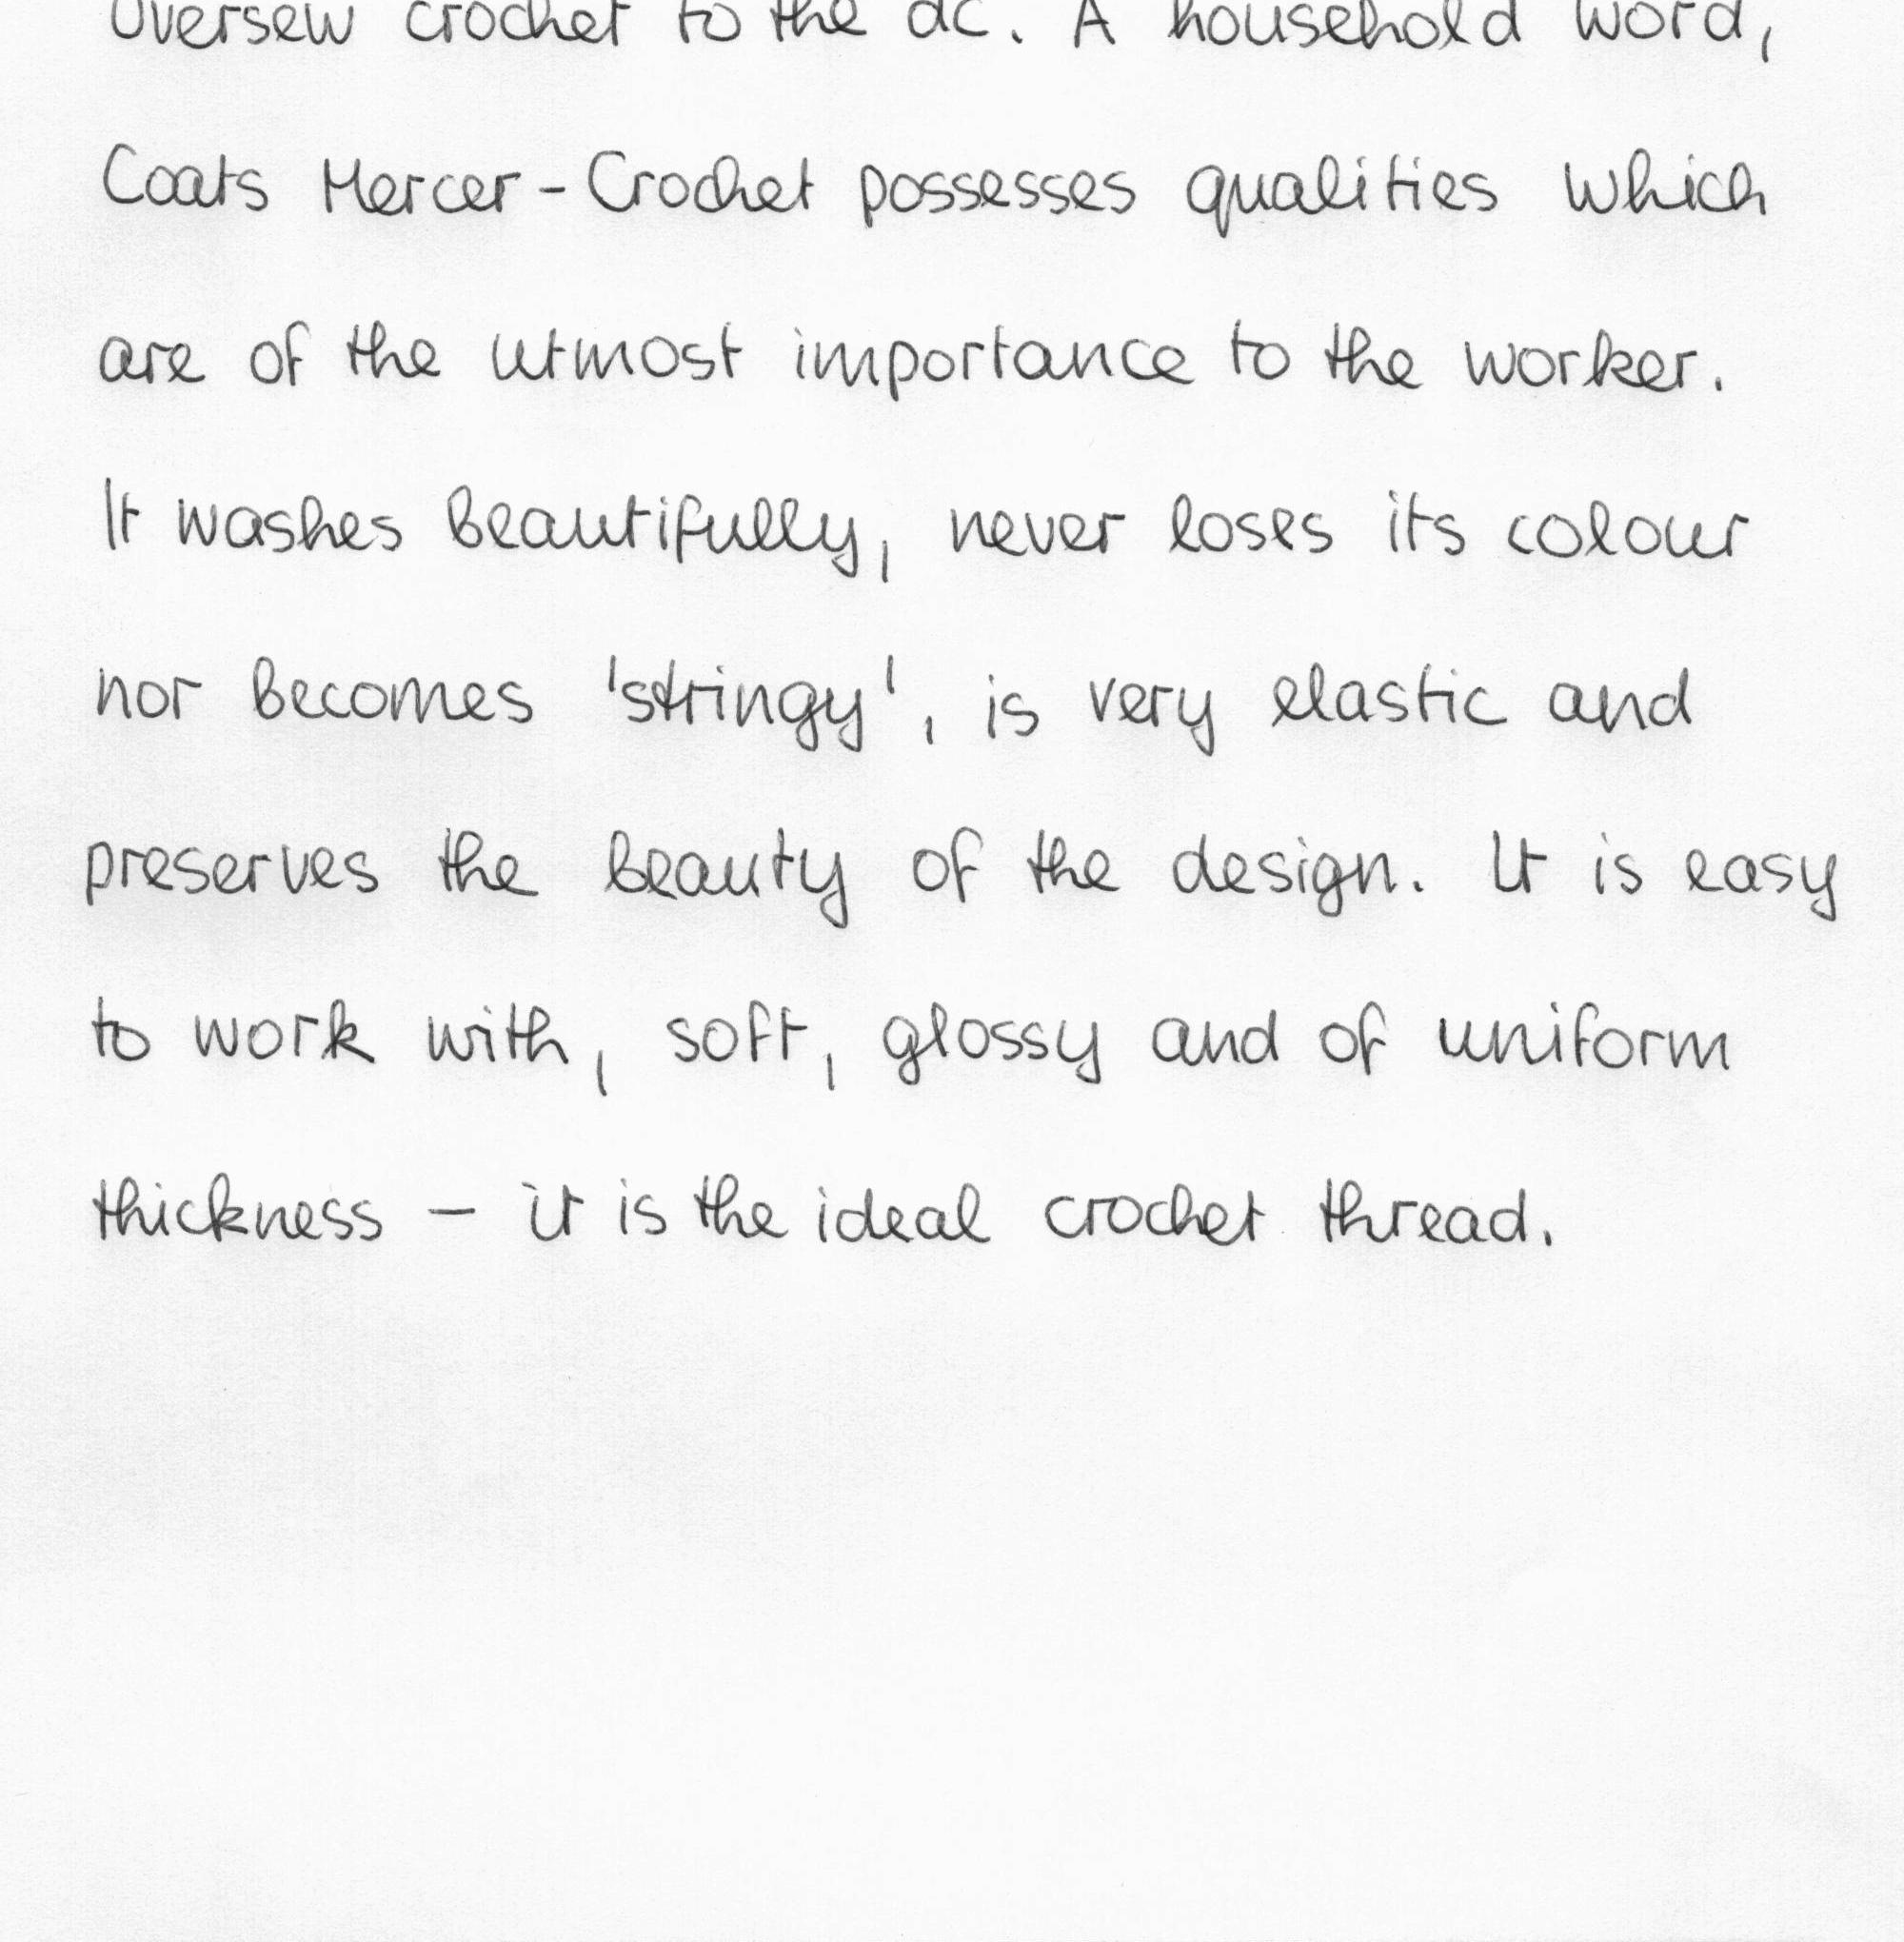 Oversew crochet to the dc. A household word,
Coats Mercer-Crochet possesses qualities which
are of the utmost importance to the worker.
It washes beautifully, never loses its colour
nor becomes 'stringy', is very elastic and
preserves the beauty of the design. It is easy
to work with, soft, glossy and of uniform
thickness – it is the ideal crochet thread.